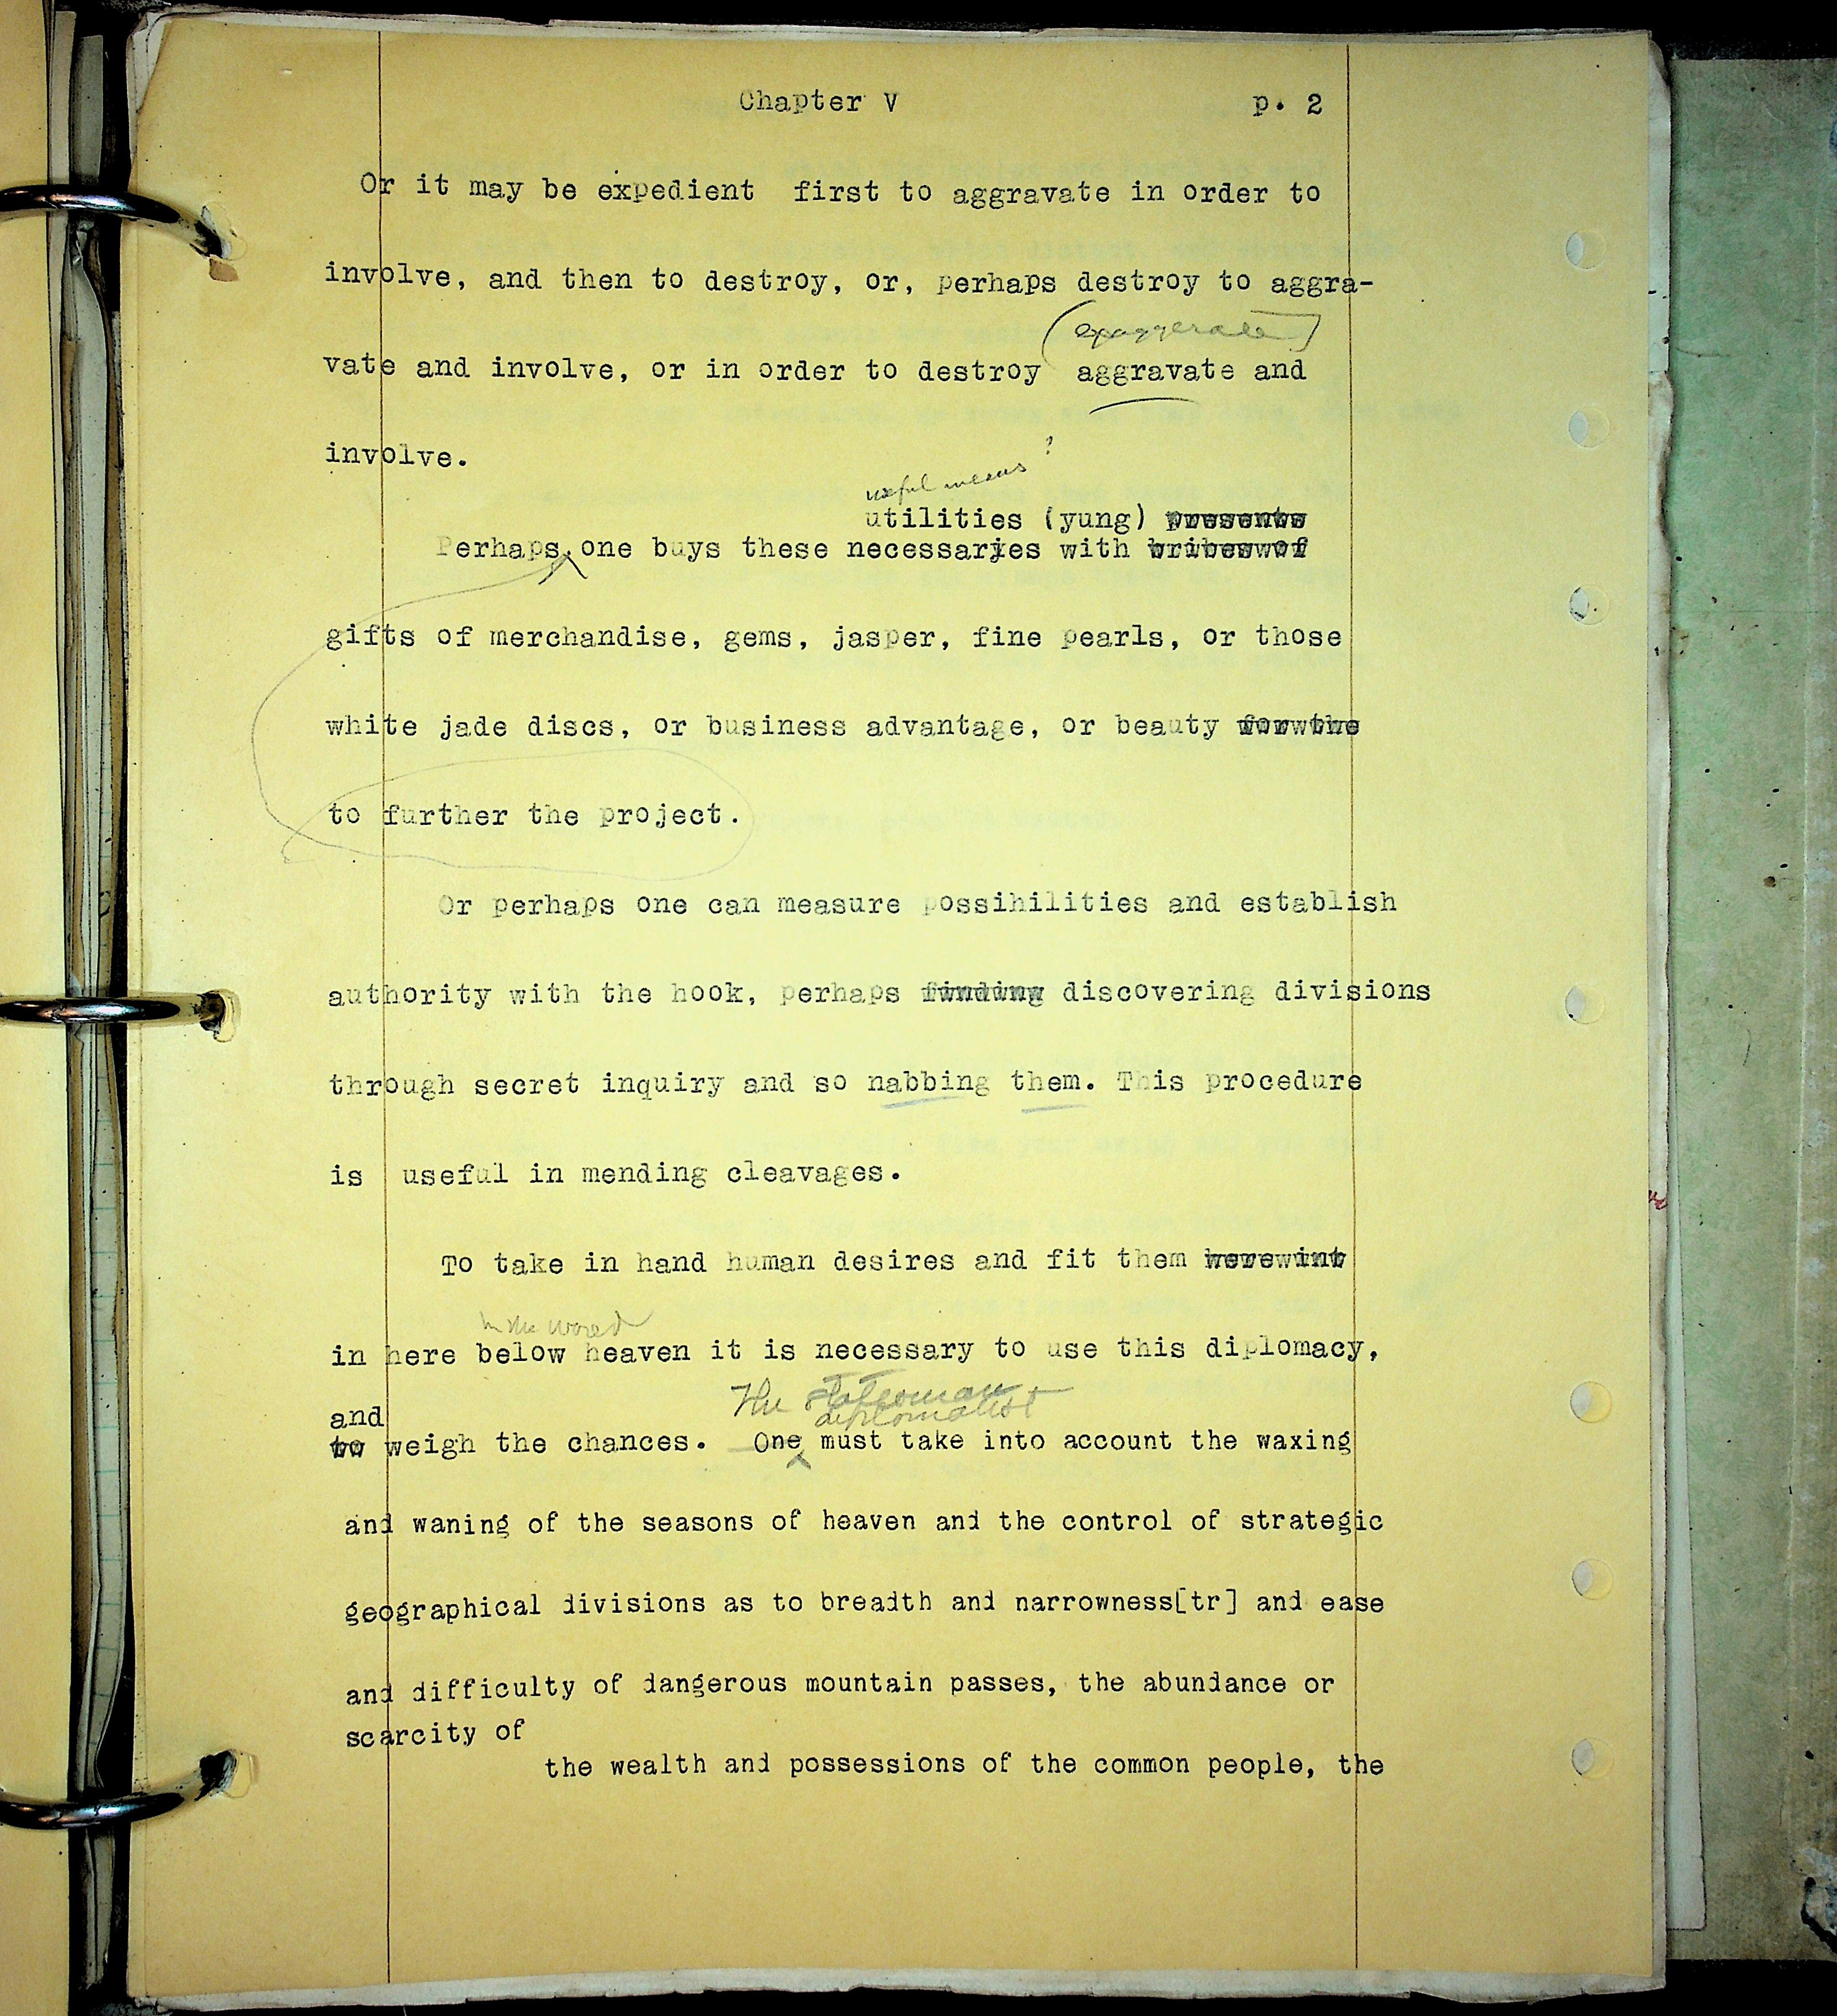 Chapter V p. 2
Or it may be expedient first to aggravate in order to
involve, and then to destroy, or, perhaps destroy to aggra-
exaggerate
vate and involve, or in order to destroy aggravate and
involve.
useful means ?
utilities (yung) presents
Perhaps, one buys these necessaries with bribes of
gifts of merchandise, gems, jasper, fine pearls, or those
white jade discs, or business advantage, or beauty for the
to further the project.
Or perhaps one can measure possihilities and establish
authority with the hook, perhaps finding discovering divisions
through secret inquiry and so nabbing them. This procedure
is useful in mending cleavages.
To take in hand human desires and fit them
in the world
in here below heaven it is necessary to use this diplomacy,
The statesman
diplomatist
and
to weigh the chances. One must take into account the waxing
and waning of the seasons of heaven and the control of strategic
geographical divisions as to breadth and narrowness[tr] and ease
and difficulty of dangerous mountain passes, the abundance or
scarcity of
the wealth and possessions of the common people, the